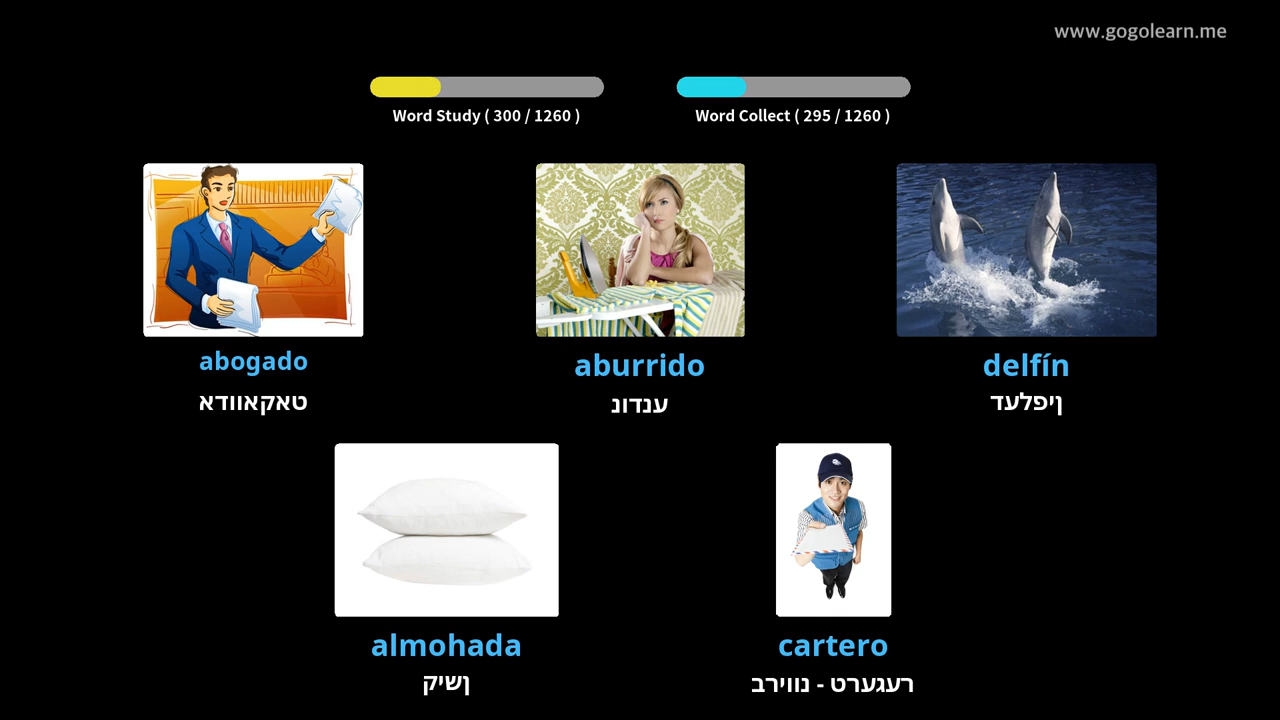 www.gogolearn.me
Word Study ( 300 / 1260 )
Word Collect ( 295 / 1260 )
abogado
טאקאוודא
aburrido
ענדונ
delfín
ןיפלעד
almohada
ןשיק
cartero
רעגערט - נווירב